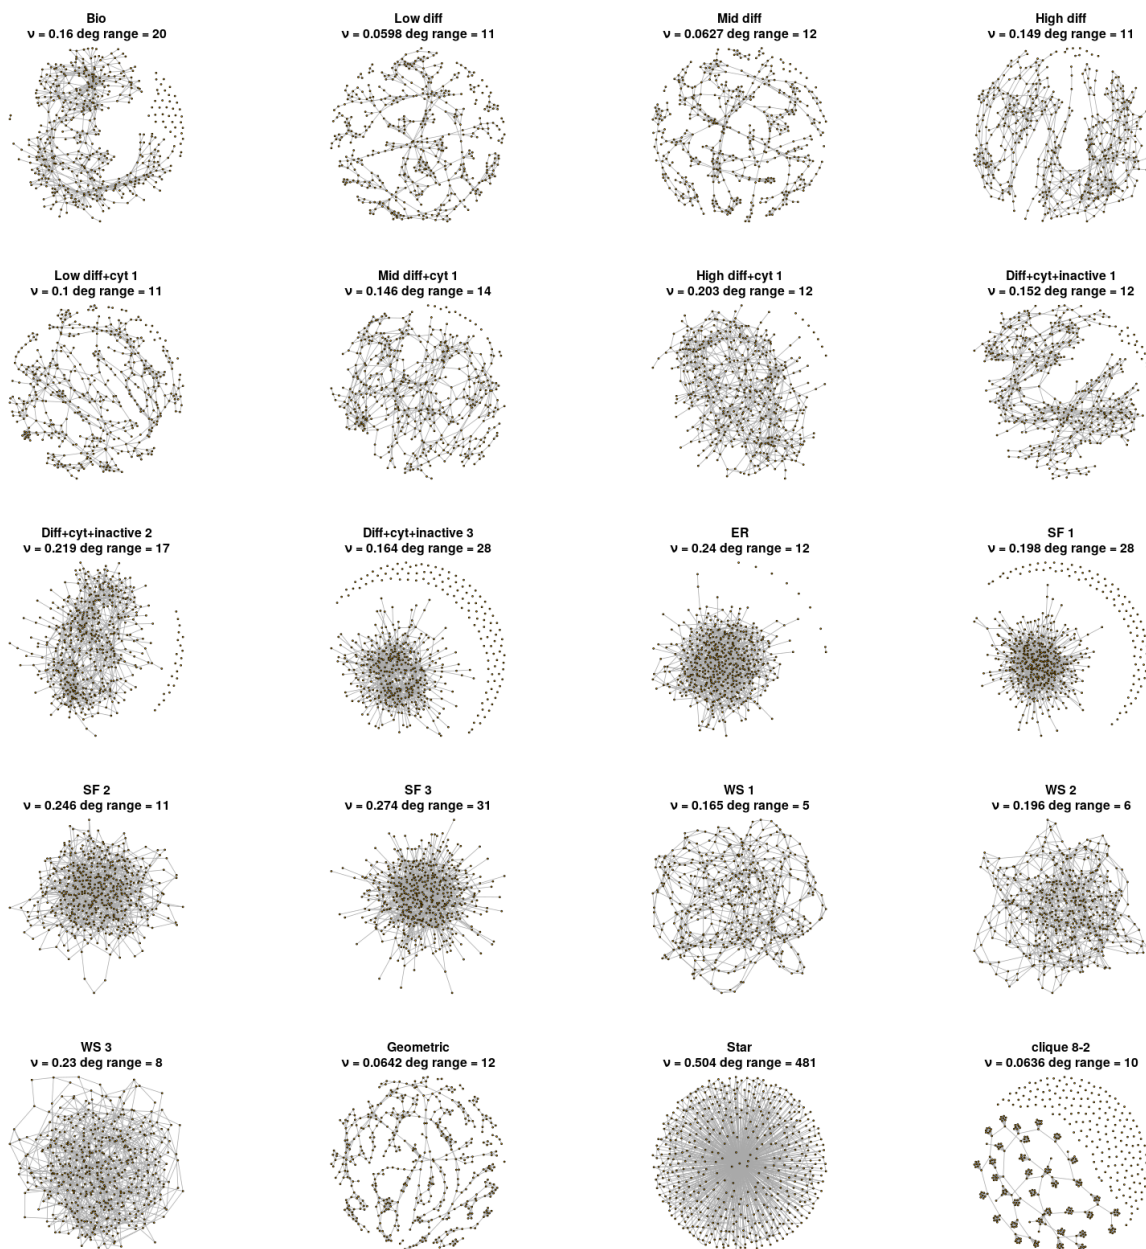 Bio
ν = 0.16 deg range = 20
Low diff
ν = 0.0598 deg range = 11
Mid diff
ν = 0.0627 deg range = 12
High diff
ν = 0.149 deg range = 11
Low diff+cyt 1
ν = 0.1 deg range = 11
Mid diff+cyt 1
ν = 0.146 deg range = 14
High diff+cyt 1
ν = 0.203 deg range = 12
Diff+cyt+inactive 1
ν = 0.152 deg range = 12
Diff+cyt+inactive 2
ν = 0.219 deg range = 17
Diff+cyt+inactive 3
ν = 0.164 deg range = 28
ER
ν = 0.24 deg range = 12
SF 1
ν = 0.198 deg range = 28
SF 2
ν = 0.246 deg range = 11
SF 3
ν = 0.274 deg range = 31
WS 1
ν = 0.165 deg range = 5
WS 2
ν = 0.196 deg range = 6
WS 3
ν = 0.23 deg range = 8
Geometric
ν = 0.0642 deg range = 12
Star
ν = 0.504 deg range = 481
clique 8-2
ν = 0.0636 deg range = 10